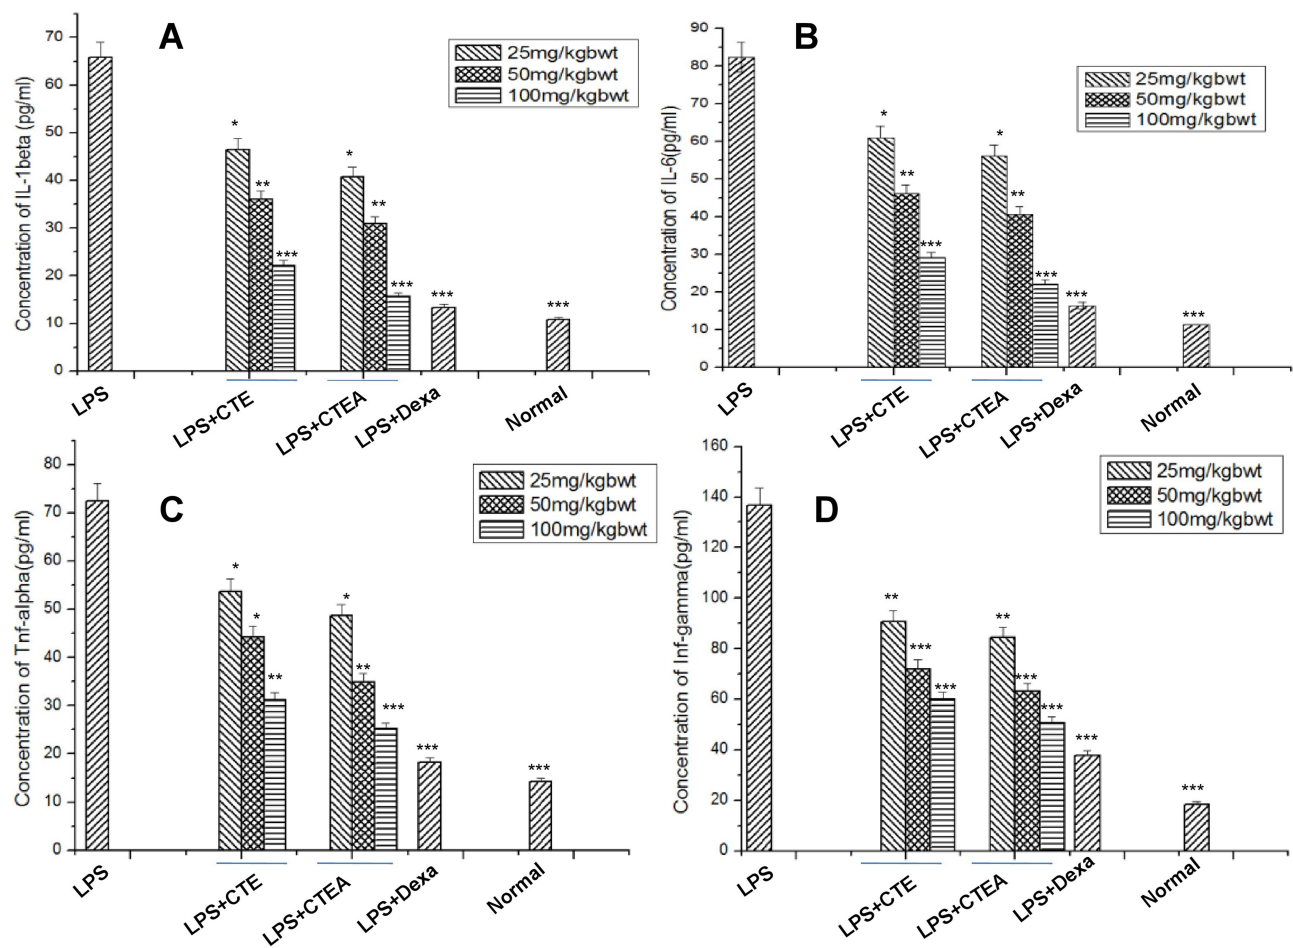 A
Concentration of IL-1beta (pg/ml)
70
60
50
40
30
20
10
0
25mg/kgbwt
50mg/kgbwt
100mg/kgbwt
*
**
***
*
**
***
***
***
LPS
LPS+CTE
LPS+CTEA
LPS+Dexa
Normal
B
Concentration of IL-6(pg/ml)
90
80
70
60
50
40
30
20
10
0
25mg/kgbwt
50mg/kgbwt
100mg/kgbwt
*
**
***
*
**
***
***
***
LPS
LPS+CTE
LPS+CTEA
LPS+Dexa
Normal
C
Concentration of Tnf-alpha(pg/ml)
80
70
60
50
40
30
20
10
0
25mg/kgbwt
50mg/kgbwt
100mg/kgbwt
*
*
**
*
**
***
***
***
LPS
LPS+CTE
LPS+CTEA
LPS+Dexa
Normal
D
Concentration of Inf-gamma(pg/ml)
160
140
120
100
80
60
40
20
0
25mg/kgbwt
50mg/kgbwt
100mg/kgbwt
**
***
***
**
***
***
***
***
LPS
LPS+CTE
LPS+CTEA
LPS+Dexa
Normal